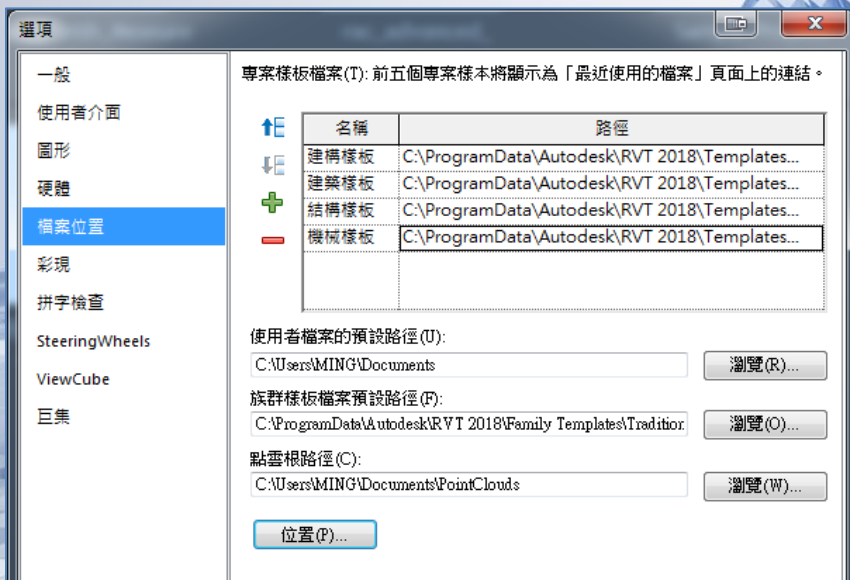 選項
一般
使用者介面
圖形
硬體
檔案位置
彩現
拼字檢查
SteeringWheels
ViewCube
巨集
專案樣板檔案(T): 前五個專案樣本將顯示為「最近使用的檔案」頁面上的連結。
名稱 路徑
建構樣板 C:\ProgramData\Autodesk\RVT 2018\Templates...
建築樣板 C:\ProgramData\Autodesk\RVT 2018\Templates...
結構樣板 C:\ProgramData\Autodesk\RVT 2018\Templates...
機械樣板 C:\ProgramData\Autodesk\RVT 2018\Templates...
使用者檔案的預設路徑(U):
C:\Users\MING\Documents 瀏覽(R)...
族群樣板檔案預設路徑(F):
C:\ProgramData\Autodesk\RVT 2018\Family Templates\Tradition 瀏覽(O)...
點雲根路徑(C):
C:\Users\MING\Documents\PointClouds 瀏覽(W)...
位置(P)...